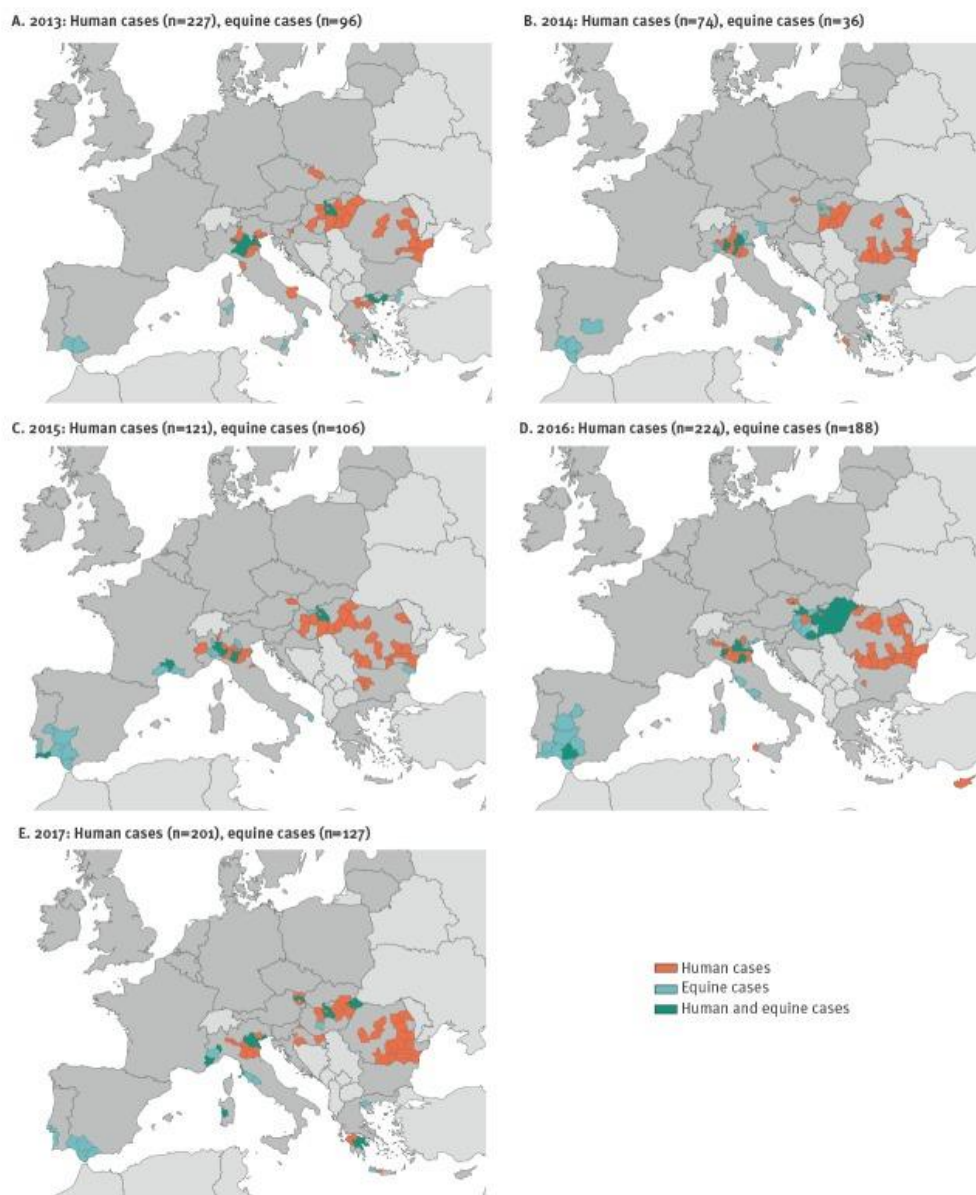 A. 2013: Human cases (n=227), equine cases (n=96)
B. 2014: Human cases (n=74), equine cases (n=36)
C. 2015: Human cases (n=121), equine cases (n=106)
D. 2016: Human cases (n=224), equine cases (n=188)
E. 2017: Human cases (n=201), equine cases (n=127)
Human cases
Equine cases
Human and equine cases